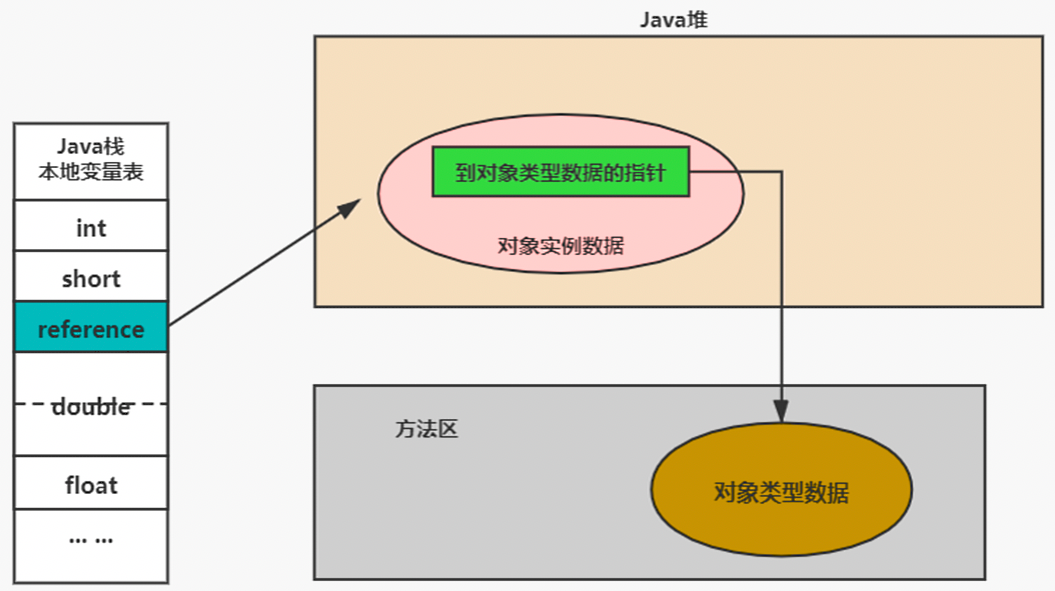 Java堆
Java栈
本地变量表
int
short
reference
double
float
... ...
到对象类型数据的指针
对象实例数据
方法区
对象类型数据